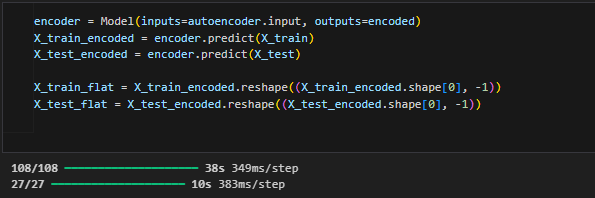 encoder = Model(inputs=autoencoder.input, outputs=encoded)
X_train_encoded = encoder.predict(X_train)
X_test_encoded = encoder.predict(X_test)
X_train_flat = X_train_encoded.reshape((X_train_encoded.shape[0], -1))
X_test_flat = X_test_encoded.reshape((X_test_encoded.shape[0], -1))
108/108 ━━━━━━━━━━━━━━━━━━━━ 38s 349ms/step
27/27 ━━━━━━━━━━━━━━━━━━━━ 10s 383ms/step